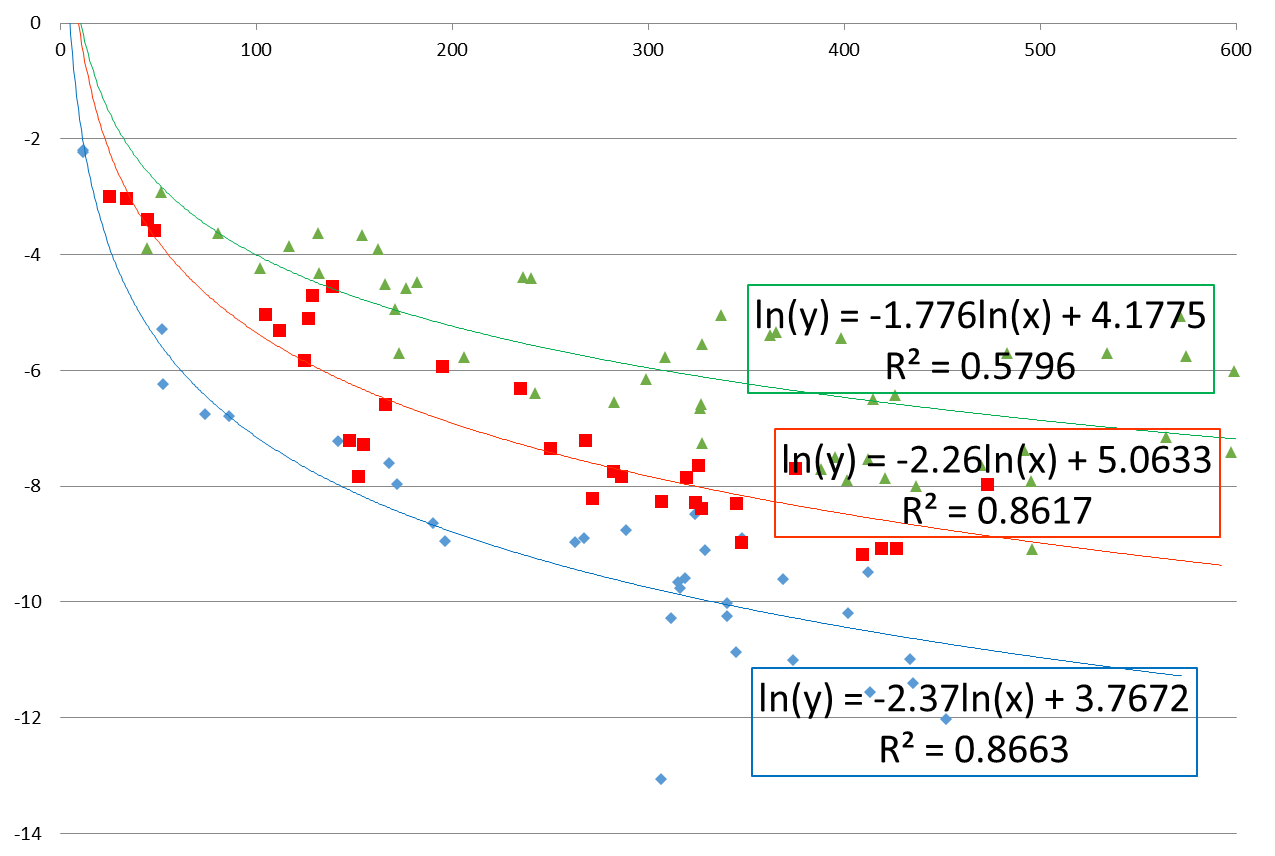 0
0 100 200 300 400 500 600
-2
-4
ln(y) = -1.776ln(x) + 4.1775
R² = 0.5796
-6
ln(y) = -2.26ln(x) + 5.0633
-8
R² = 0.8617
-10
ln(y) = -2.37ln(x) + 3.7672
-12
R² = 0.8663
-14